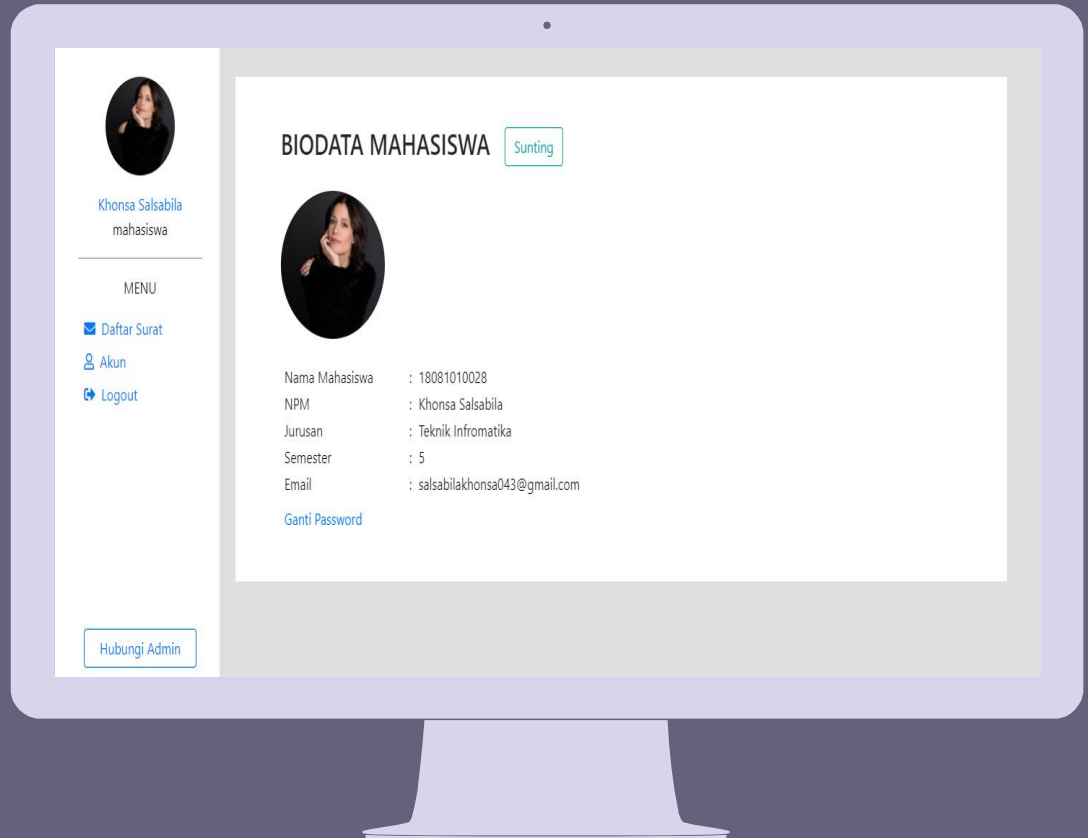 Khonsa Salsabila
mahasiswa
MENU
Daftar Surat
Akun
Logout
Hubungi Admin
BIODATA MAHASISWA Sunting
Nama Mahasiswa : 18081010028
NPM : Khonsa Salsabila
Jurusan : Teknik Infromatika
Semester : 5
Email : salsabilakhonsa043@gmail.com
Ganti Password